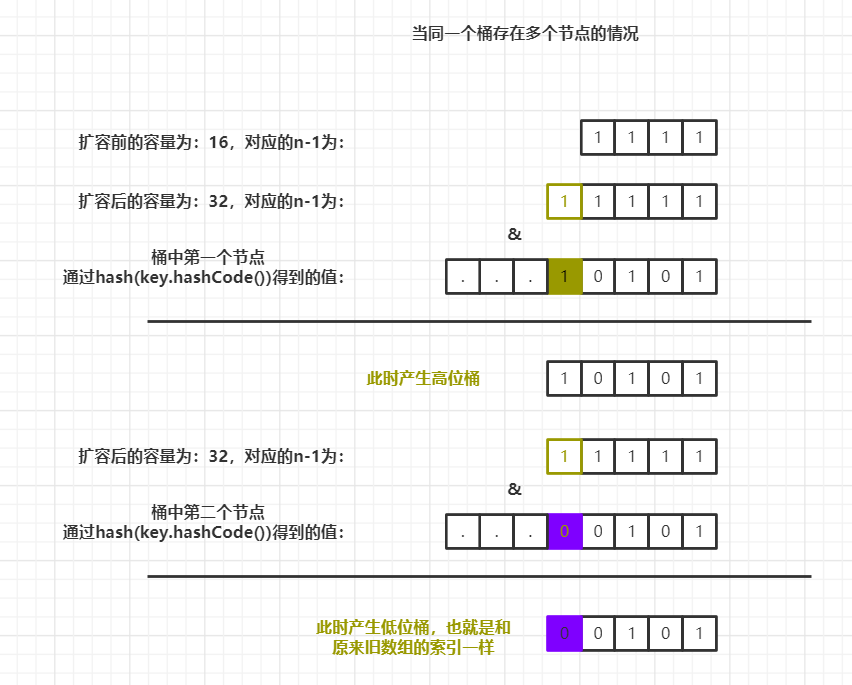 当同一个桶存在多个节点的情况
扩容前的容量为：16，对应的n-1为：
1 1 1 1
扩容后的容量为：32，对应的n-1为：
1 1 1 1 1
&
桶中第一个节点
通过hash(key.hashCode())得到的值：
. . . 1 0 1 0 1
此时产生高位桶
1 0 1 0 1
扩容后的容量为：32，对应的n-1为：
1 1 1 1 1
&
桶中第二个节点
通过hash(key.hashCode())得到的值：
. . . 0 0 1 0 1
此时产生低位桶，也就是和
原来旧数组的索引一样
0 0 1 0 1